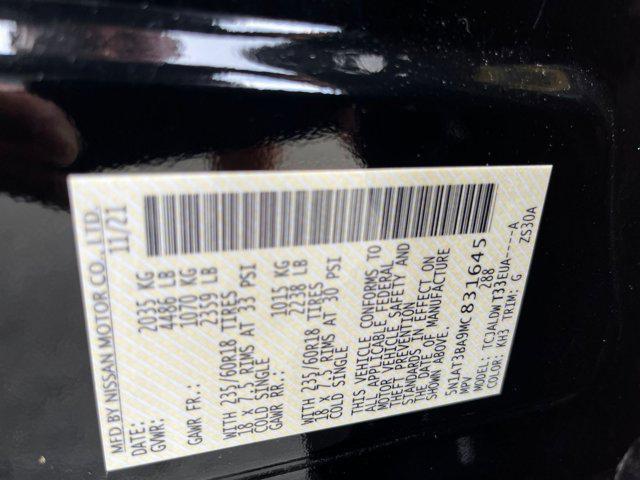 MFD BY NISSAN MOTOR CO., LTD.
DATE: 11/21
GVWR: 2035 KG
4486 LB
GAWR FR.: 1070 KG
2359 LB
WITH 235/60R18 TIRES
18 X 7.5 RIMS AT 33 PSI
COLD SINGLE
GAWR RR.: 1015 KG
2238 LB
WITH 235/60R18 TIRES
18 X 7.5 RIMS AT 30 PSI
COLD SINGLE
THIS VEHICLE CONFORMS TO
ALL APPLICABLE FEDERAL
MOTOR VEHICLE SAFETY AND
THEFT PREVENTION
STANDARDS IN EFFECT ON
THE DATE OF MANUFACTURE
SHOWN ABOVE.
5N1AT3BA9MC831645
MPV 288
MODEL: TCJALDW T33EUA-----A
COLOR: KH3 TRIM: G ZS30A